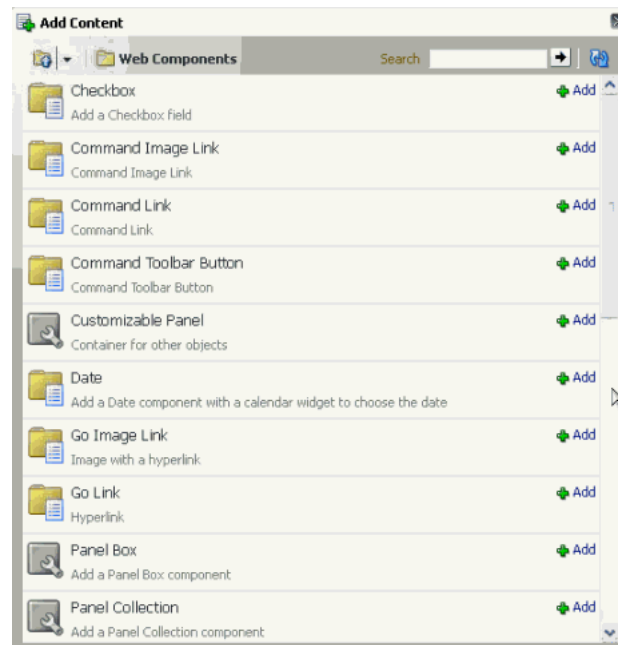 Add Content
Web Components Search
Checkbox Add
Add a Checkbox field
Command Image Link Add
Command Image Link
Command Link Add
Command Link
Command Toolbar Button Add
Command Toolbar Button
Customizable Panel Add
Container for other objects
Date Add
Add a Date component with a calendar widget to choose the date
Go Image Link Add
Image with a hyperlink
Go Link Add
Hyperlink
Panel Box Add
Add a Panel Box component
Panel Collection Add
Add a Panel Collection component